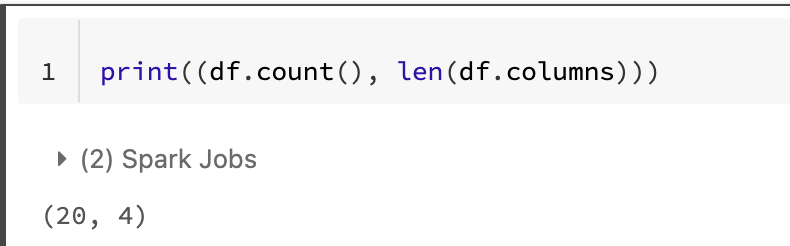 1 print((df.count(), len(df.columns)))
(2) Spark Jobs
(20, 4)